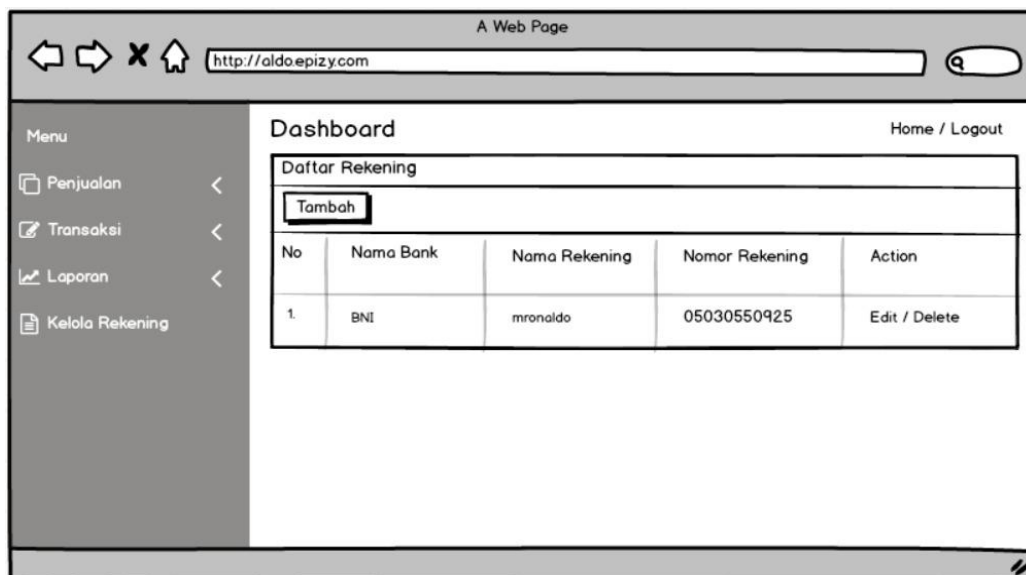 A Web Page
http://aldo.epizy.com
Menu
Penjualan
Transaksi
Laporan
Kelola Rekening
Dashboard
Home / Logout
Daftar Rekening
Tambah
No Nama Bank Nama Rekening Nomor Rekening Action
1. BNI mronaldo 05030550925 Edit / Delete